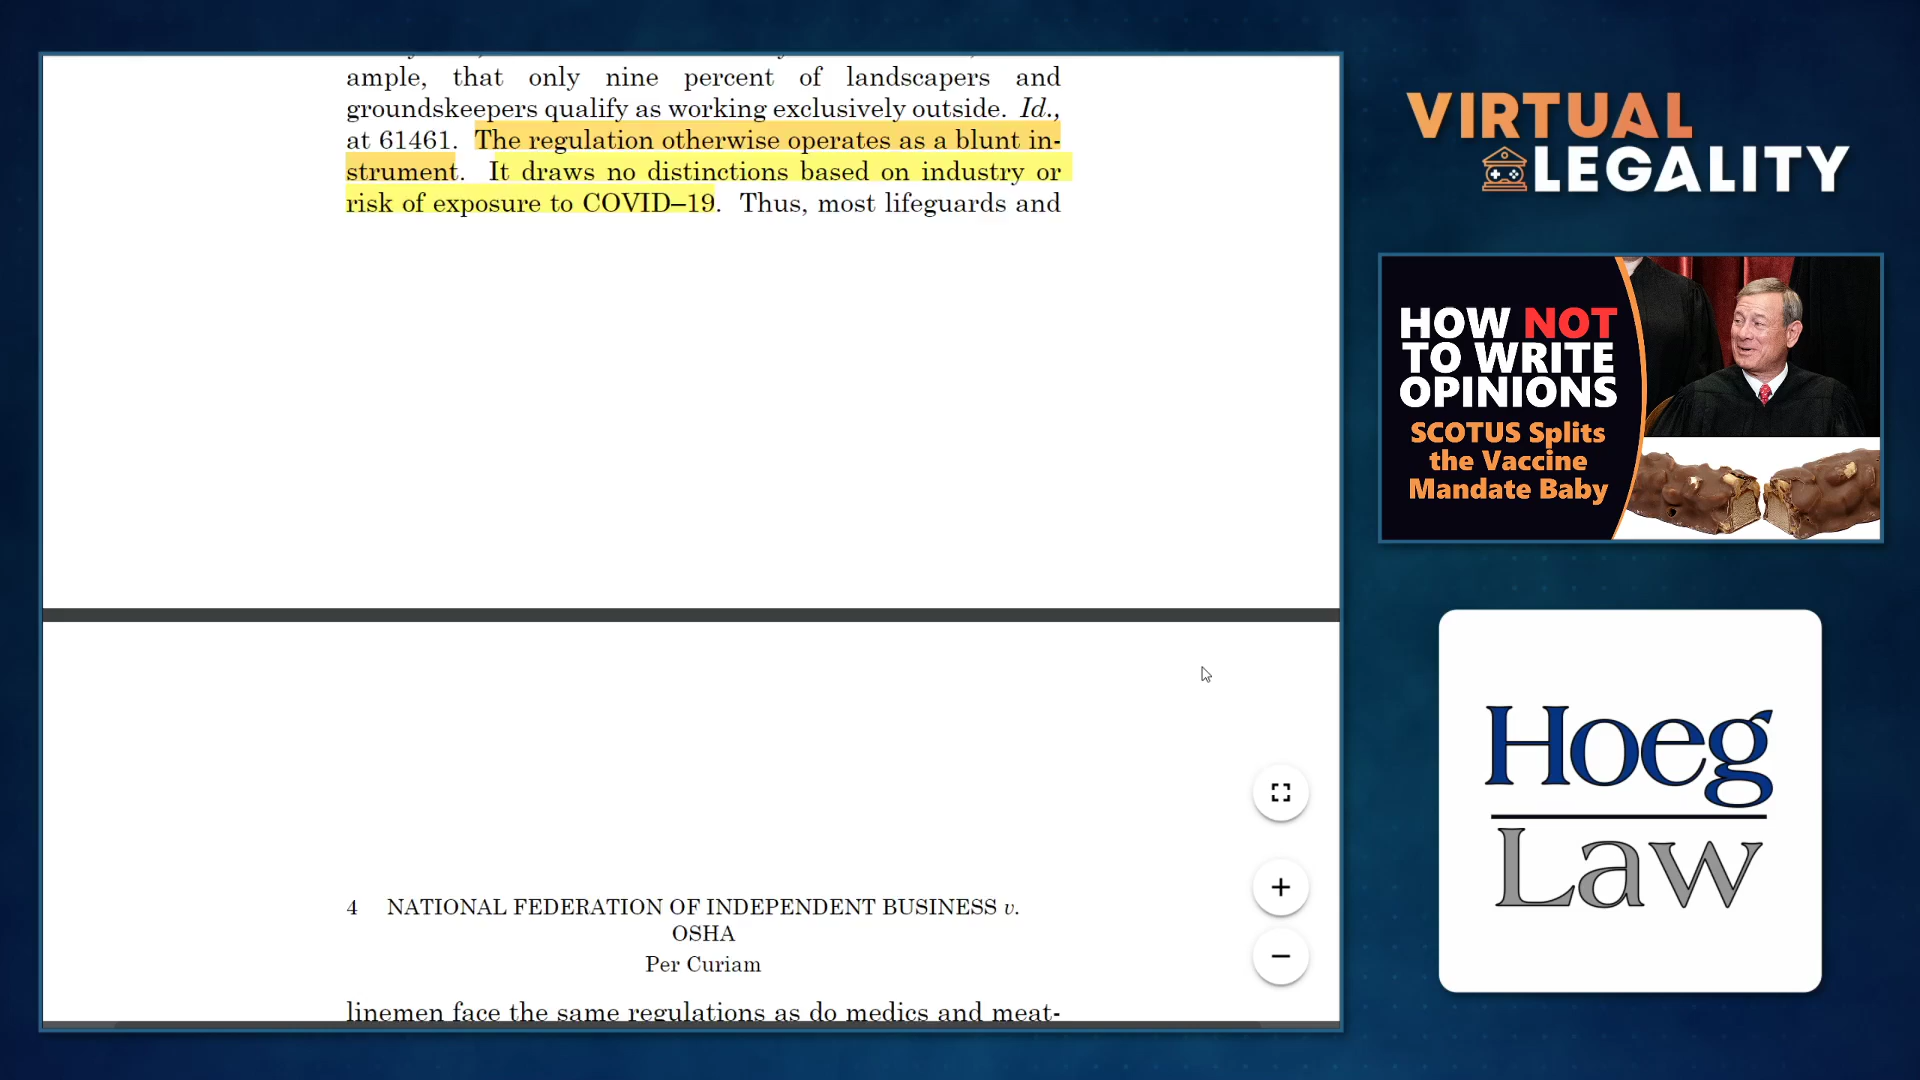 ample, that only nine percent of landscapers and
groundskeepers qualify as working exclusively outside. Id.,
at 61461. The regulation otherwise operates as a blunt in-
strument. It draws no distinctions based on industry or
risk of exposure to COVID–19. Thus, most lifeguards and
4 NATIONAL FEDERATION OF INDEPENDENT BUSINESS v.
OSHA
Per Curiam
linemen face the same regulations as do medics and meat-
VIRTUAL
LEGALITY
HOW NOT
TO WRITE
OPINIONS
SCOTUS Splits
the Vaccine
Mandate Baby
Hoeg
Law